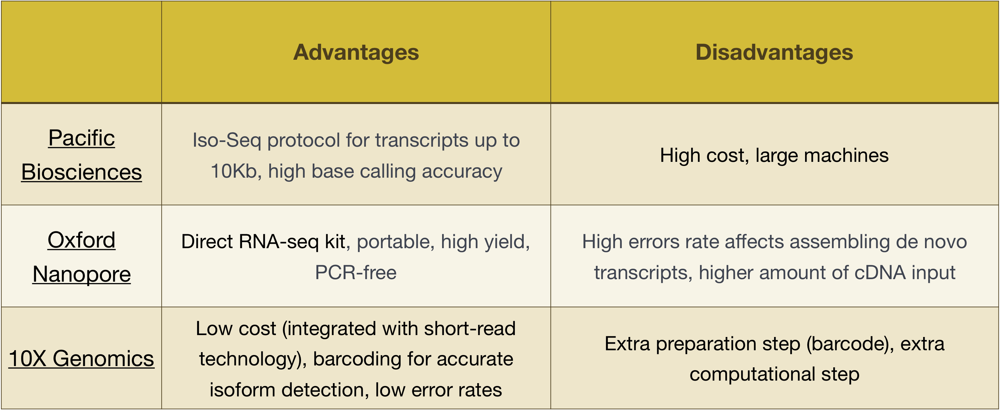 Advantages
Disadvantages
Pacific
Biosciences
Iso-Seq protocol for transcripts up to
10Kb, high base calling accuracy
High cost, large machines
Oxford
Nanopore
Direct RNA-seq kit, portable, high yield,
PCR-free
High errors rate affects assembling de novo
transcripts, higher amount of cDNA input
10X Genomics
Low cost (integrated with short-read
technology), barcoding for accurate
isoform detection, low error rates
Extra preparation step (barcode), extra
computational step